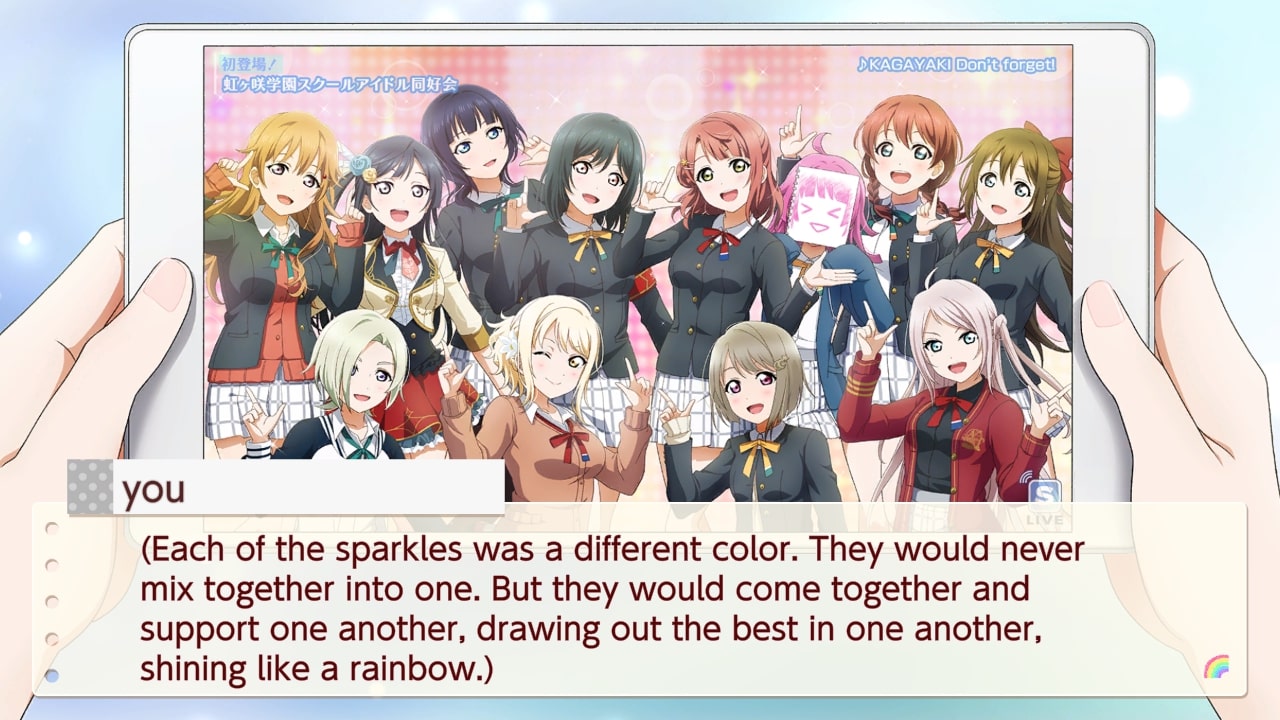 初登場!
虹ヶ咲学園スクールアイドル同好会
♪KAGAYAKI Don't forget!
S
LIVE
you
(Each of the sparkles was a different color. They would never
mix together into one. But they would come together and
support one another, drawing out the best in one another,
shining like a rainbow.)